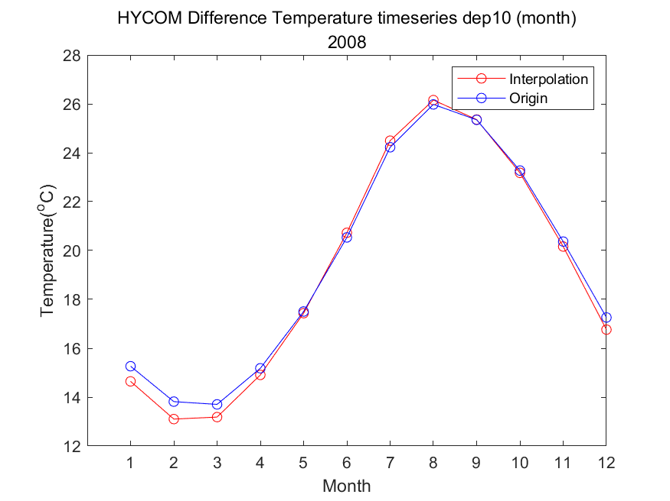 HYCOM Difference Temperature timeseries dep10 (month)
2008
28
26
24
22
20
18
16
14
12
Temperature(°C)
Interpolation
Origin
1 2 3 4 5 6 7 8 9 10 11 12
Month